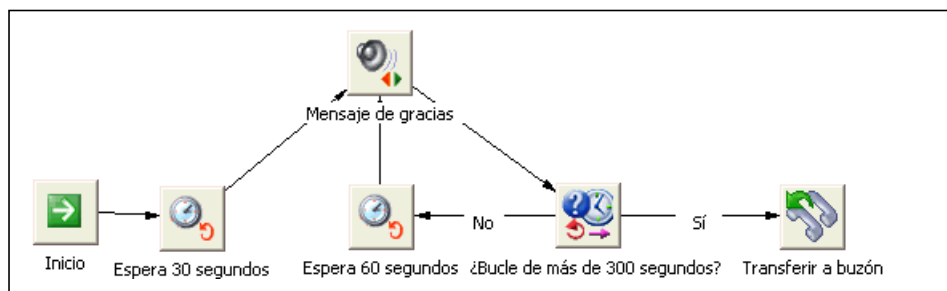 Mensaje de gracias
No
Sí
Inicio
Espera 30 segundos
Espera 60 segundos
¿Bucle de más de 300 segundos?
Transferir a buzón